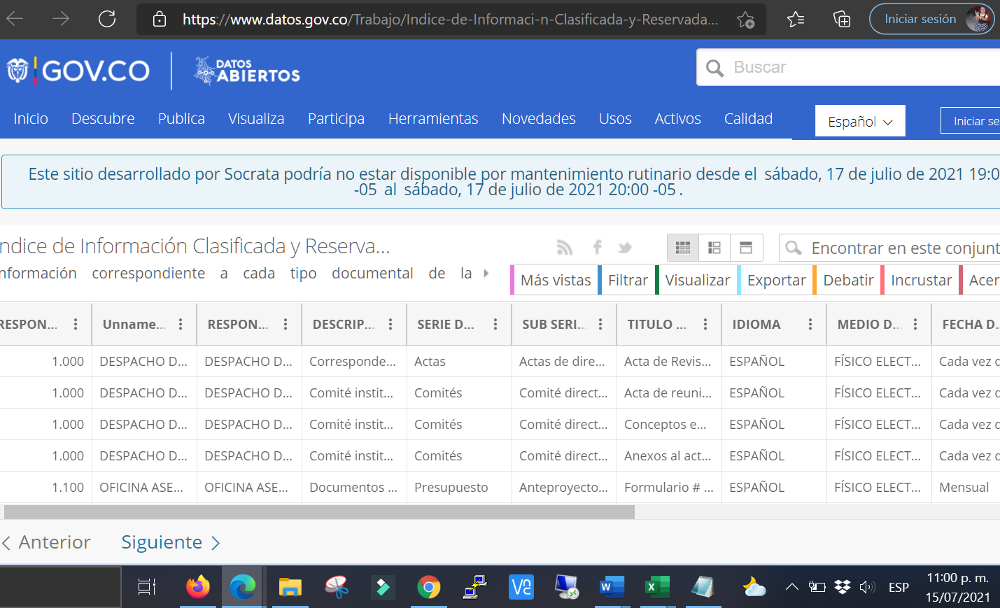 https://www.datos.gov.co/Trabajo/Indice-de-Informaci-n-Clasificada-y-Reservada...
Iniciar sesión
GOV.CO
DATOS ABIERTOS
Buscar
Inicio Descubre Publica Visualiza Participa Herramientas Novedades Usos Activos Calidad
Español
Iniciar se
Este sitio desarrollado por Socrata podría no estar disponible por mantenimiento rutinario desde el sábado, 17 de julio de 2021 19:0
-05 al sábado, 17 de julio de 2021 20:00 -05 .
ndice de Información Clasificada y Reserva...
Encontrar en este conjunt
nformación correspondiente a cada tipo documental de la
Más vistas Filtrar Visualizar Exportar Debatir Incrustar Acer
RESPON... Unname... RESPON... DESCRIP... SERIE D... SUB SERI... TITULO ... IDIOMA MEDIO D... FECHA D...
1.000 DESPACHO D... DESPACHO D... Corresponde... Actas Actas de dire... Acta de Revis... ESPAÑOL FÍSICO ELECT... Cada vez q
1.000 DESPACHO D... DESPACHO D... Comité instit... Comités Comité direct... Acta de reuni... ESPAÑOL FÍSICO ELECT... Cada vez q
1.000 DESPACHO D... DESPACHO D... Comité instit... Comités Comité direct... Conceptos e... ESPAÑOL FÍSICO ELECT... Cada vez q
1.000 DESPACHO D... DESPACHO D... Comité instit... Comités Comité direct... Anexos al act... ESPAÑOL FÍSICO ELECT... Cada vez q
1.100 OFICINA ASE... OFICINA ASE... Documentos ... Presupuesto Anteproyecto... Formulario # ... ESPAÑOL FÍSICO ELECT... Mensual
Anterior Siguiente
ESP
11:00 p. m.
15/07/2021